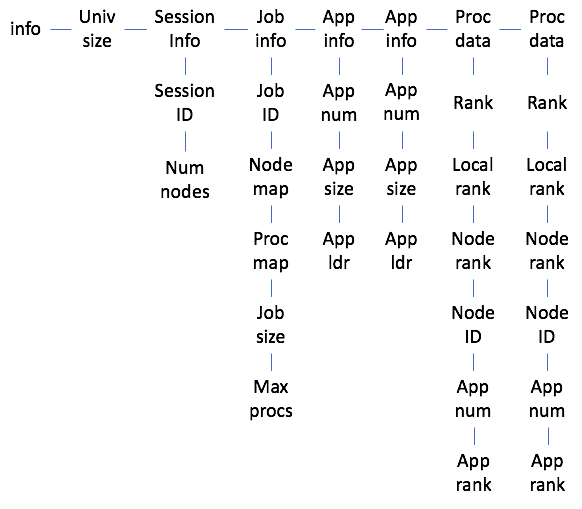 info
Univ
size
Session
Info
Job
info
App
info
App
info
Proc
data
Proc
data
Session
ID
Job
ID
App
num
App
num
Rank
Rank
Num
nodes
Node
map
App
size
App
size
Local
rank
Local
rank
Proc
map
App
ldr
App
ldr
Node
rank
Node
rank
Job
size
Node
ID
Node
ID
Max
procs
App
num
App
num
App
rank
App
rank